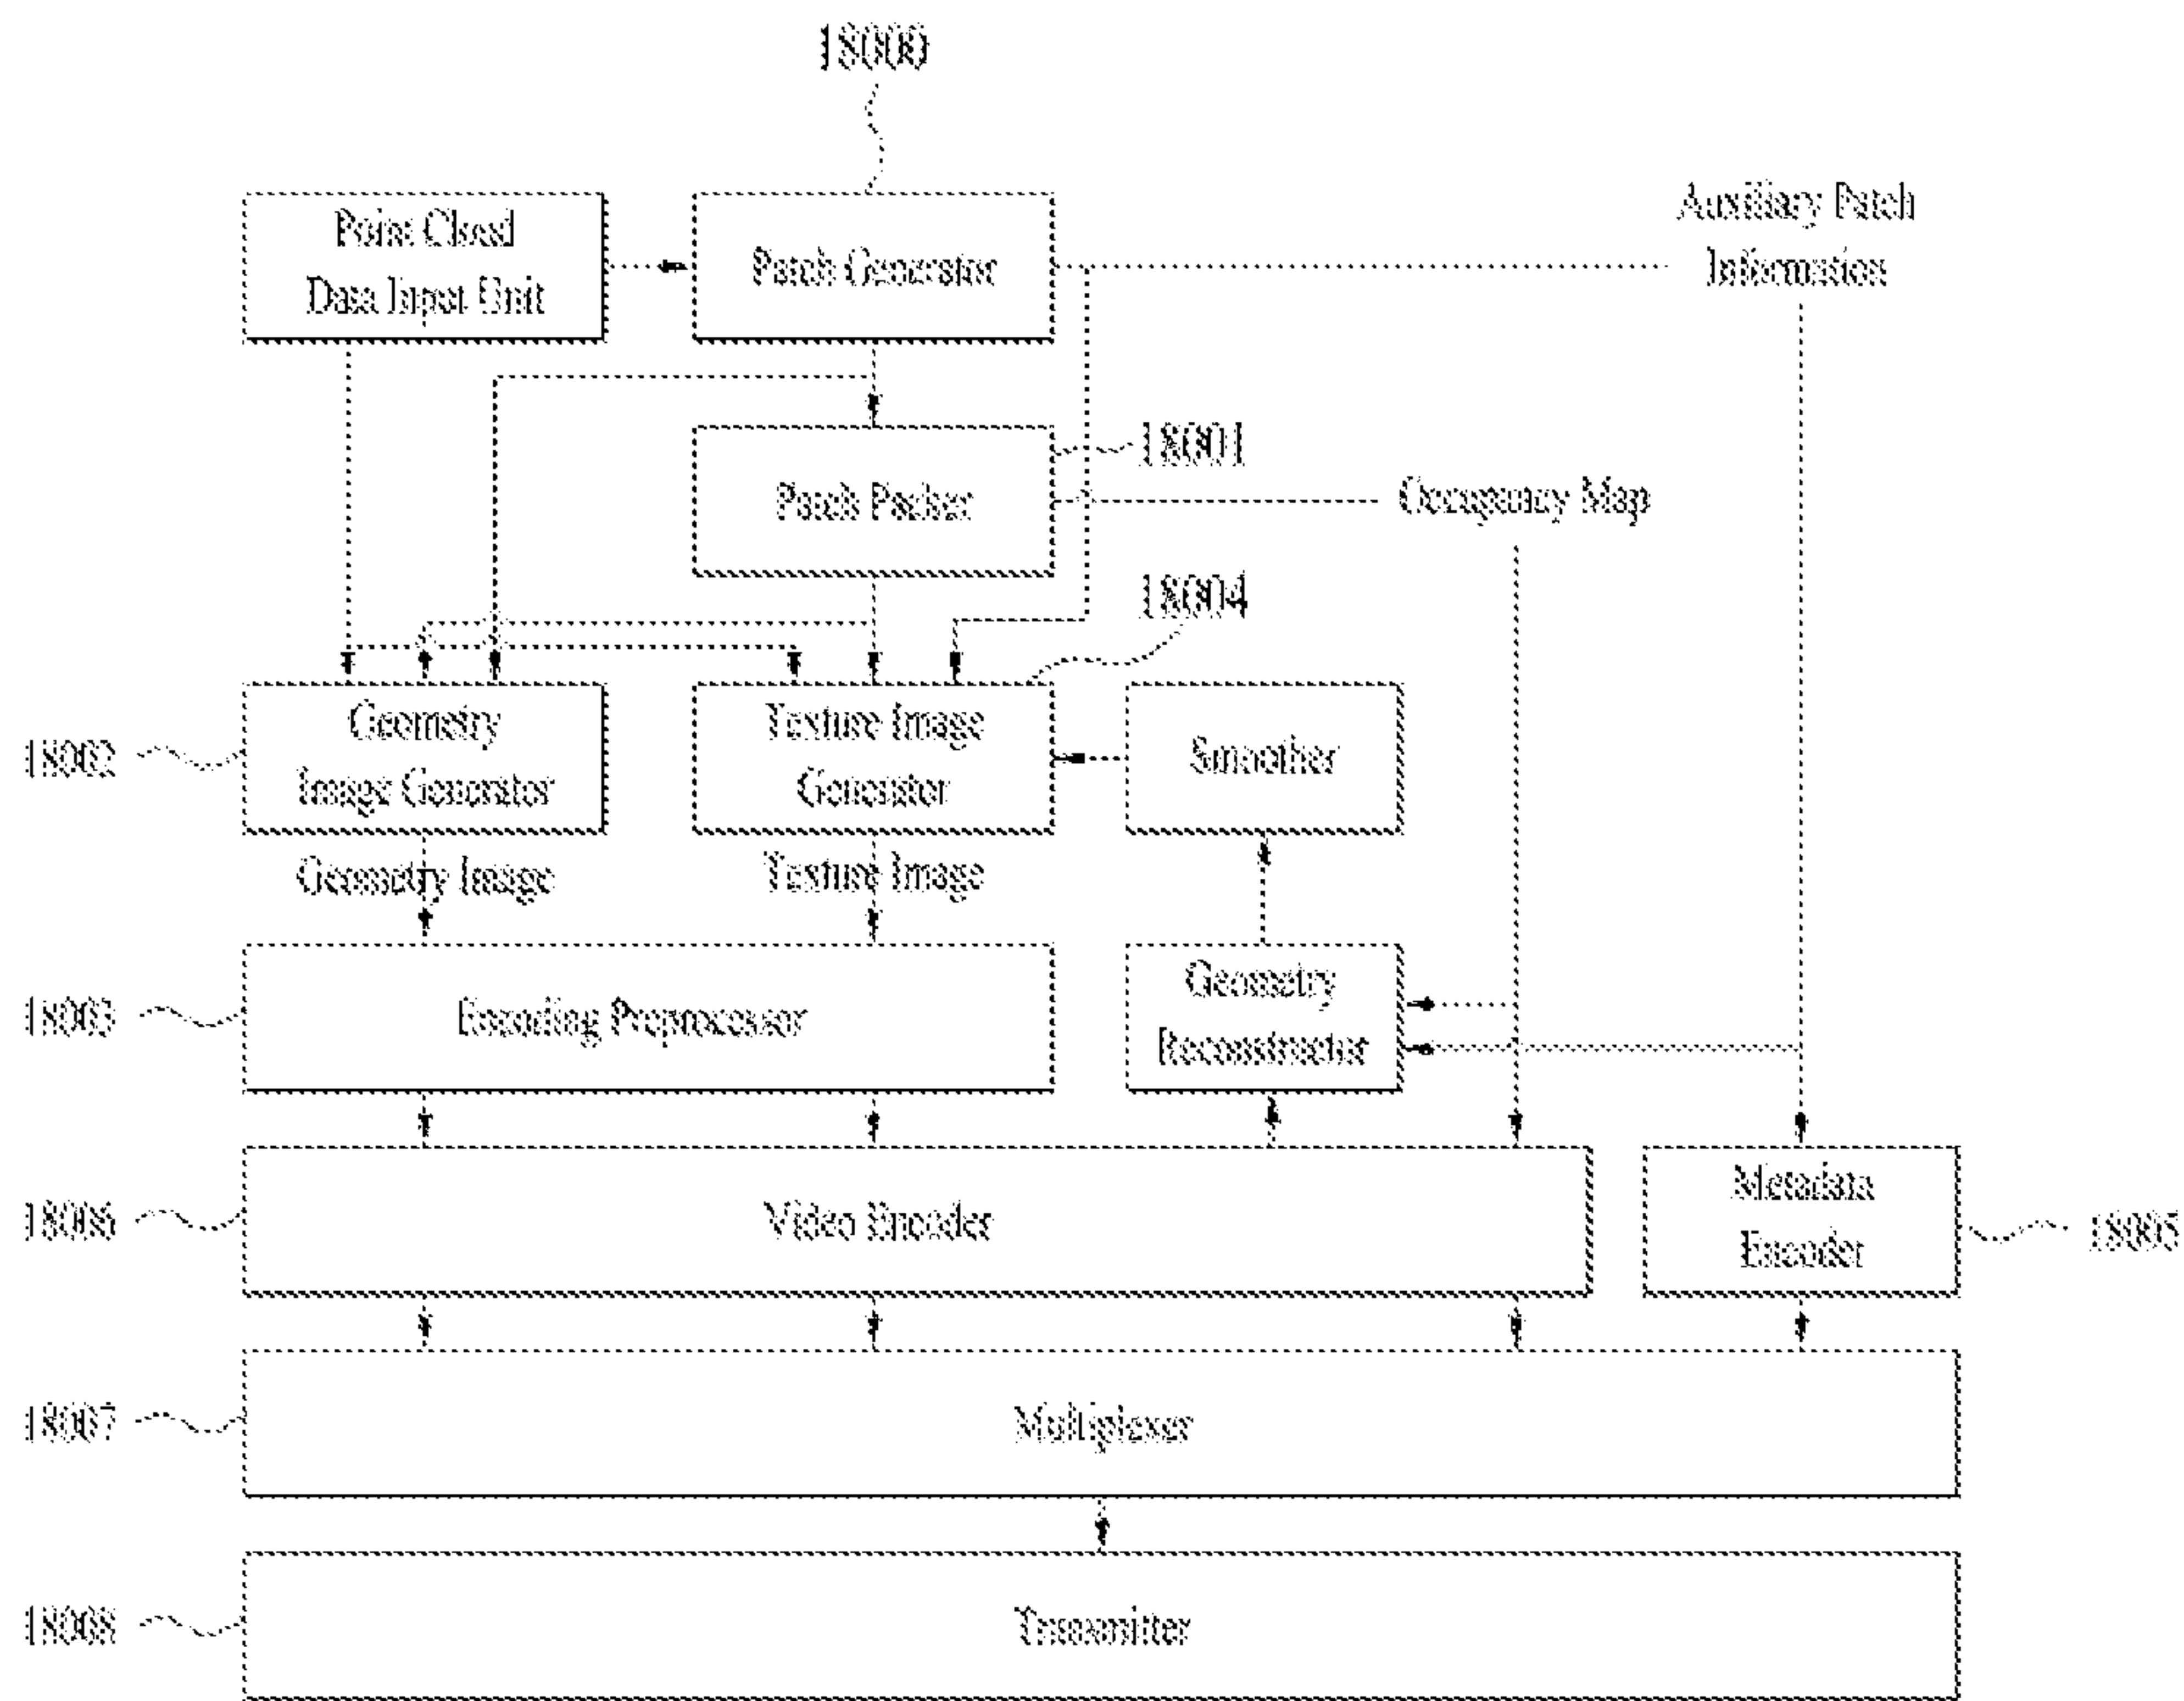 18000
Point Cloud
Data Input Unit
Patch Generator
Auxiliary Patch
Information
18001
Patch Packer
Occupancy Map
18004
18002
Geometry
Image Generator
Texture Image
Generator
Smoother
Geometry Image
Texture Image
18003
Encoding Preprocessor
Geometry
Reconstructor
18006
Video Encoder
Metadata
Encoder
18005
18007
Multiplexer
18008
Transmitter